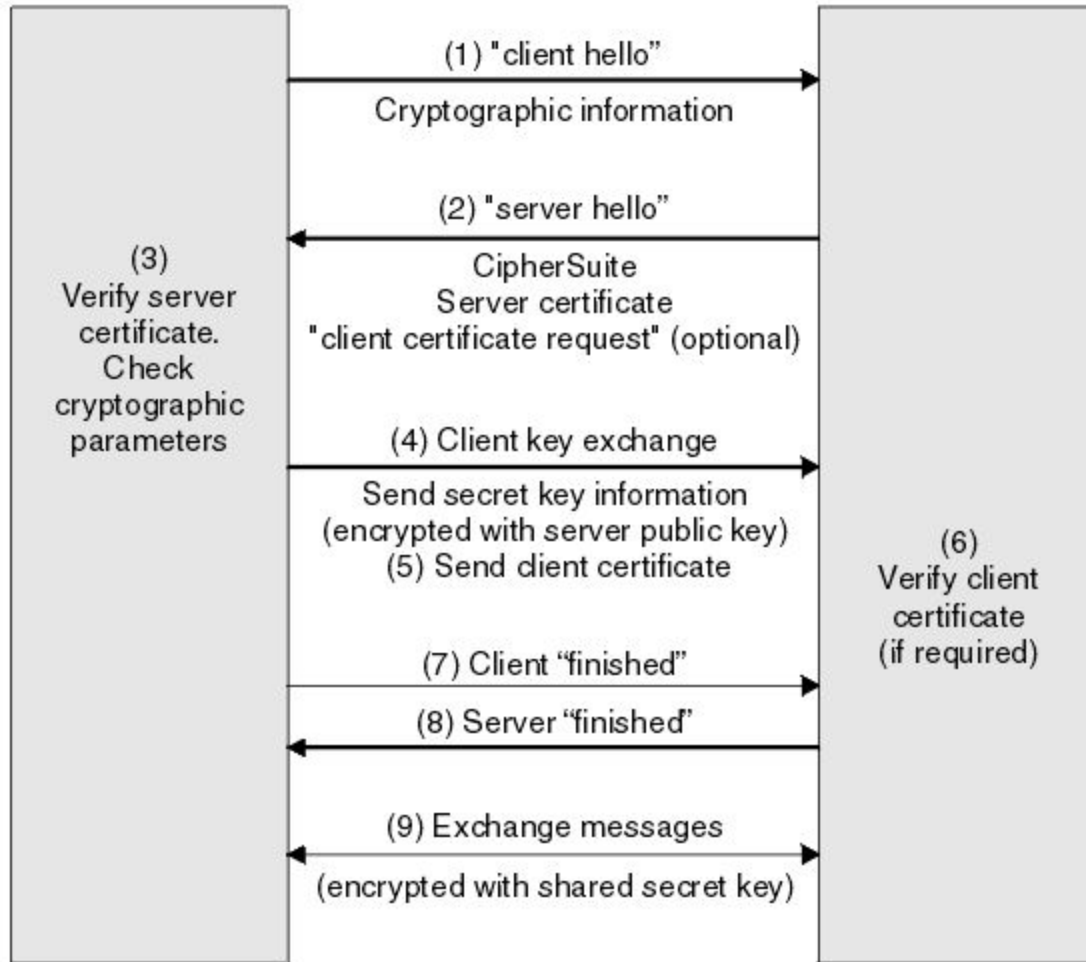 (1) "client hello”
Cryptographic information
(2) "server hello”
CipherSuite
Server certificate
"client certificate request" (optional)
(3)
Verify server
certificate.
Check
cryptographic
parameters
(4) Client key exchange
Send secret key information
(encrypted with server public key)
(5) Send client certificate
(6)
Verify client
certificate
(if required)
(7) Client “finished”
(8) Server “finished”
(9) Exchange messages
(encrypted with shared secret key)